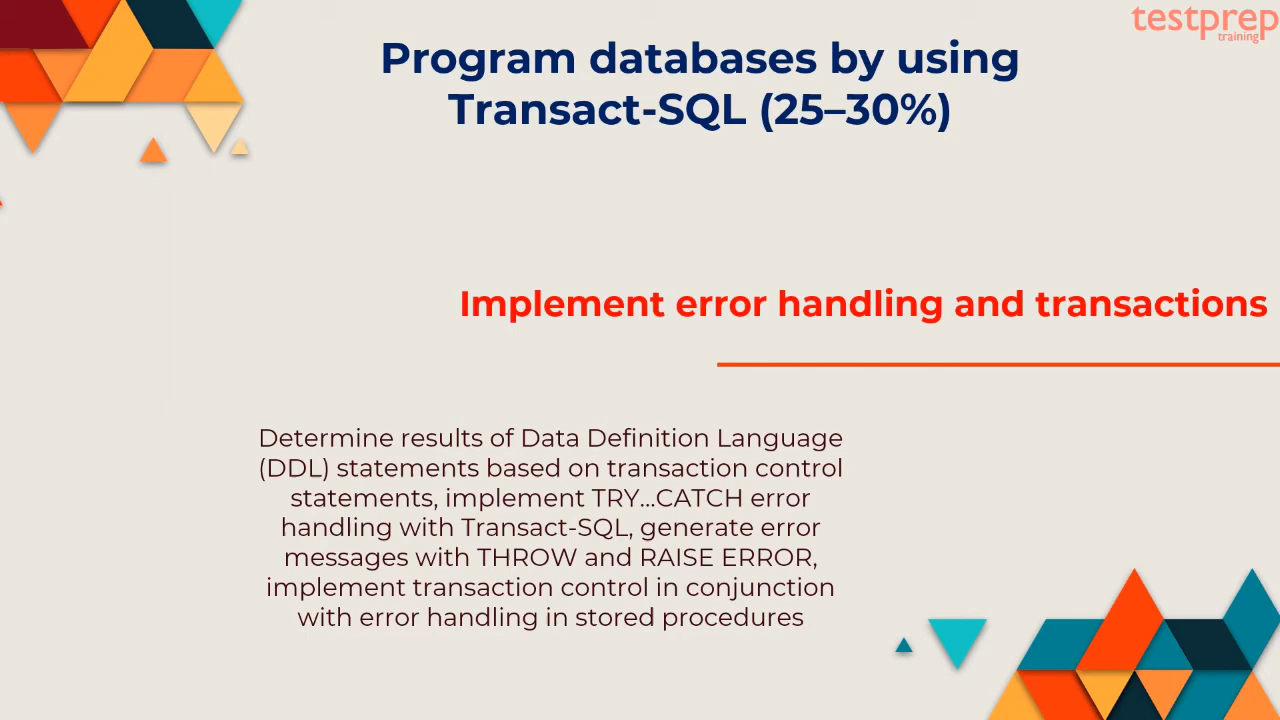 testprep
training
Program databases by using
Transact-SQL (25–30%)
Implement error handling and transactions
Determine results of Data Definition Language
(DDL) statements based on transaction control
statements, implement TRY...CATCH error
handling with Transact-SQL, generate error
messages with THROW and RAISE ERROR,
implement transaction control in conjunction
with error handling in stored procedures